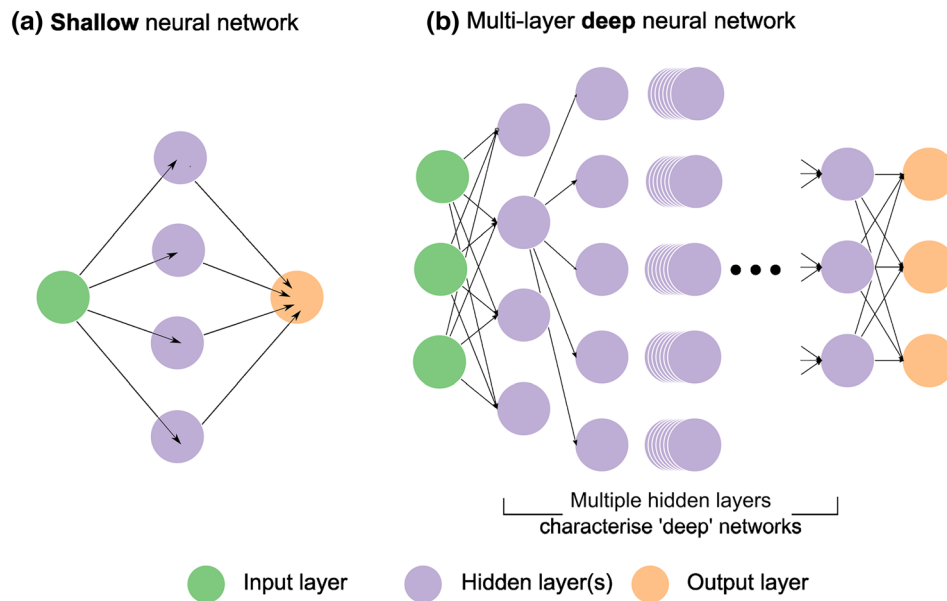 (a) Shallow neural network
(b) Multi-layer deep neural network
Multiple hidden layers
characterise 'deep' networks
Input layer
Hidden layer(s)
Output layer